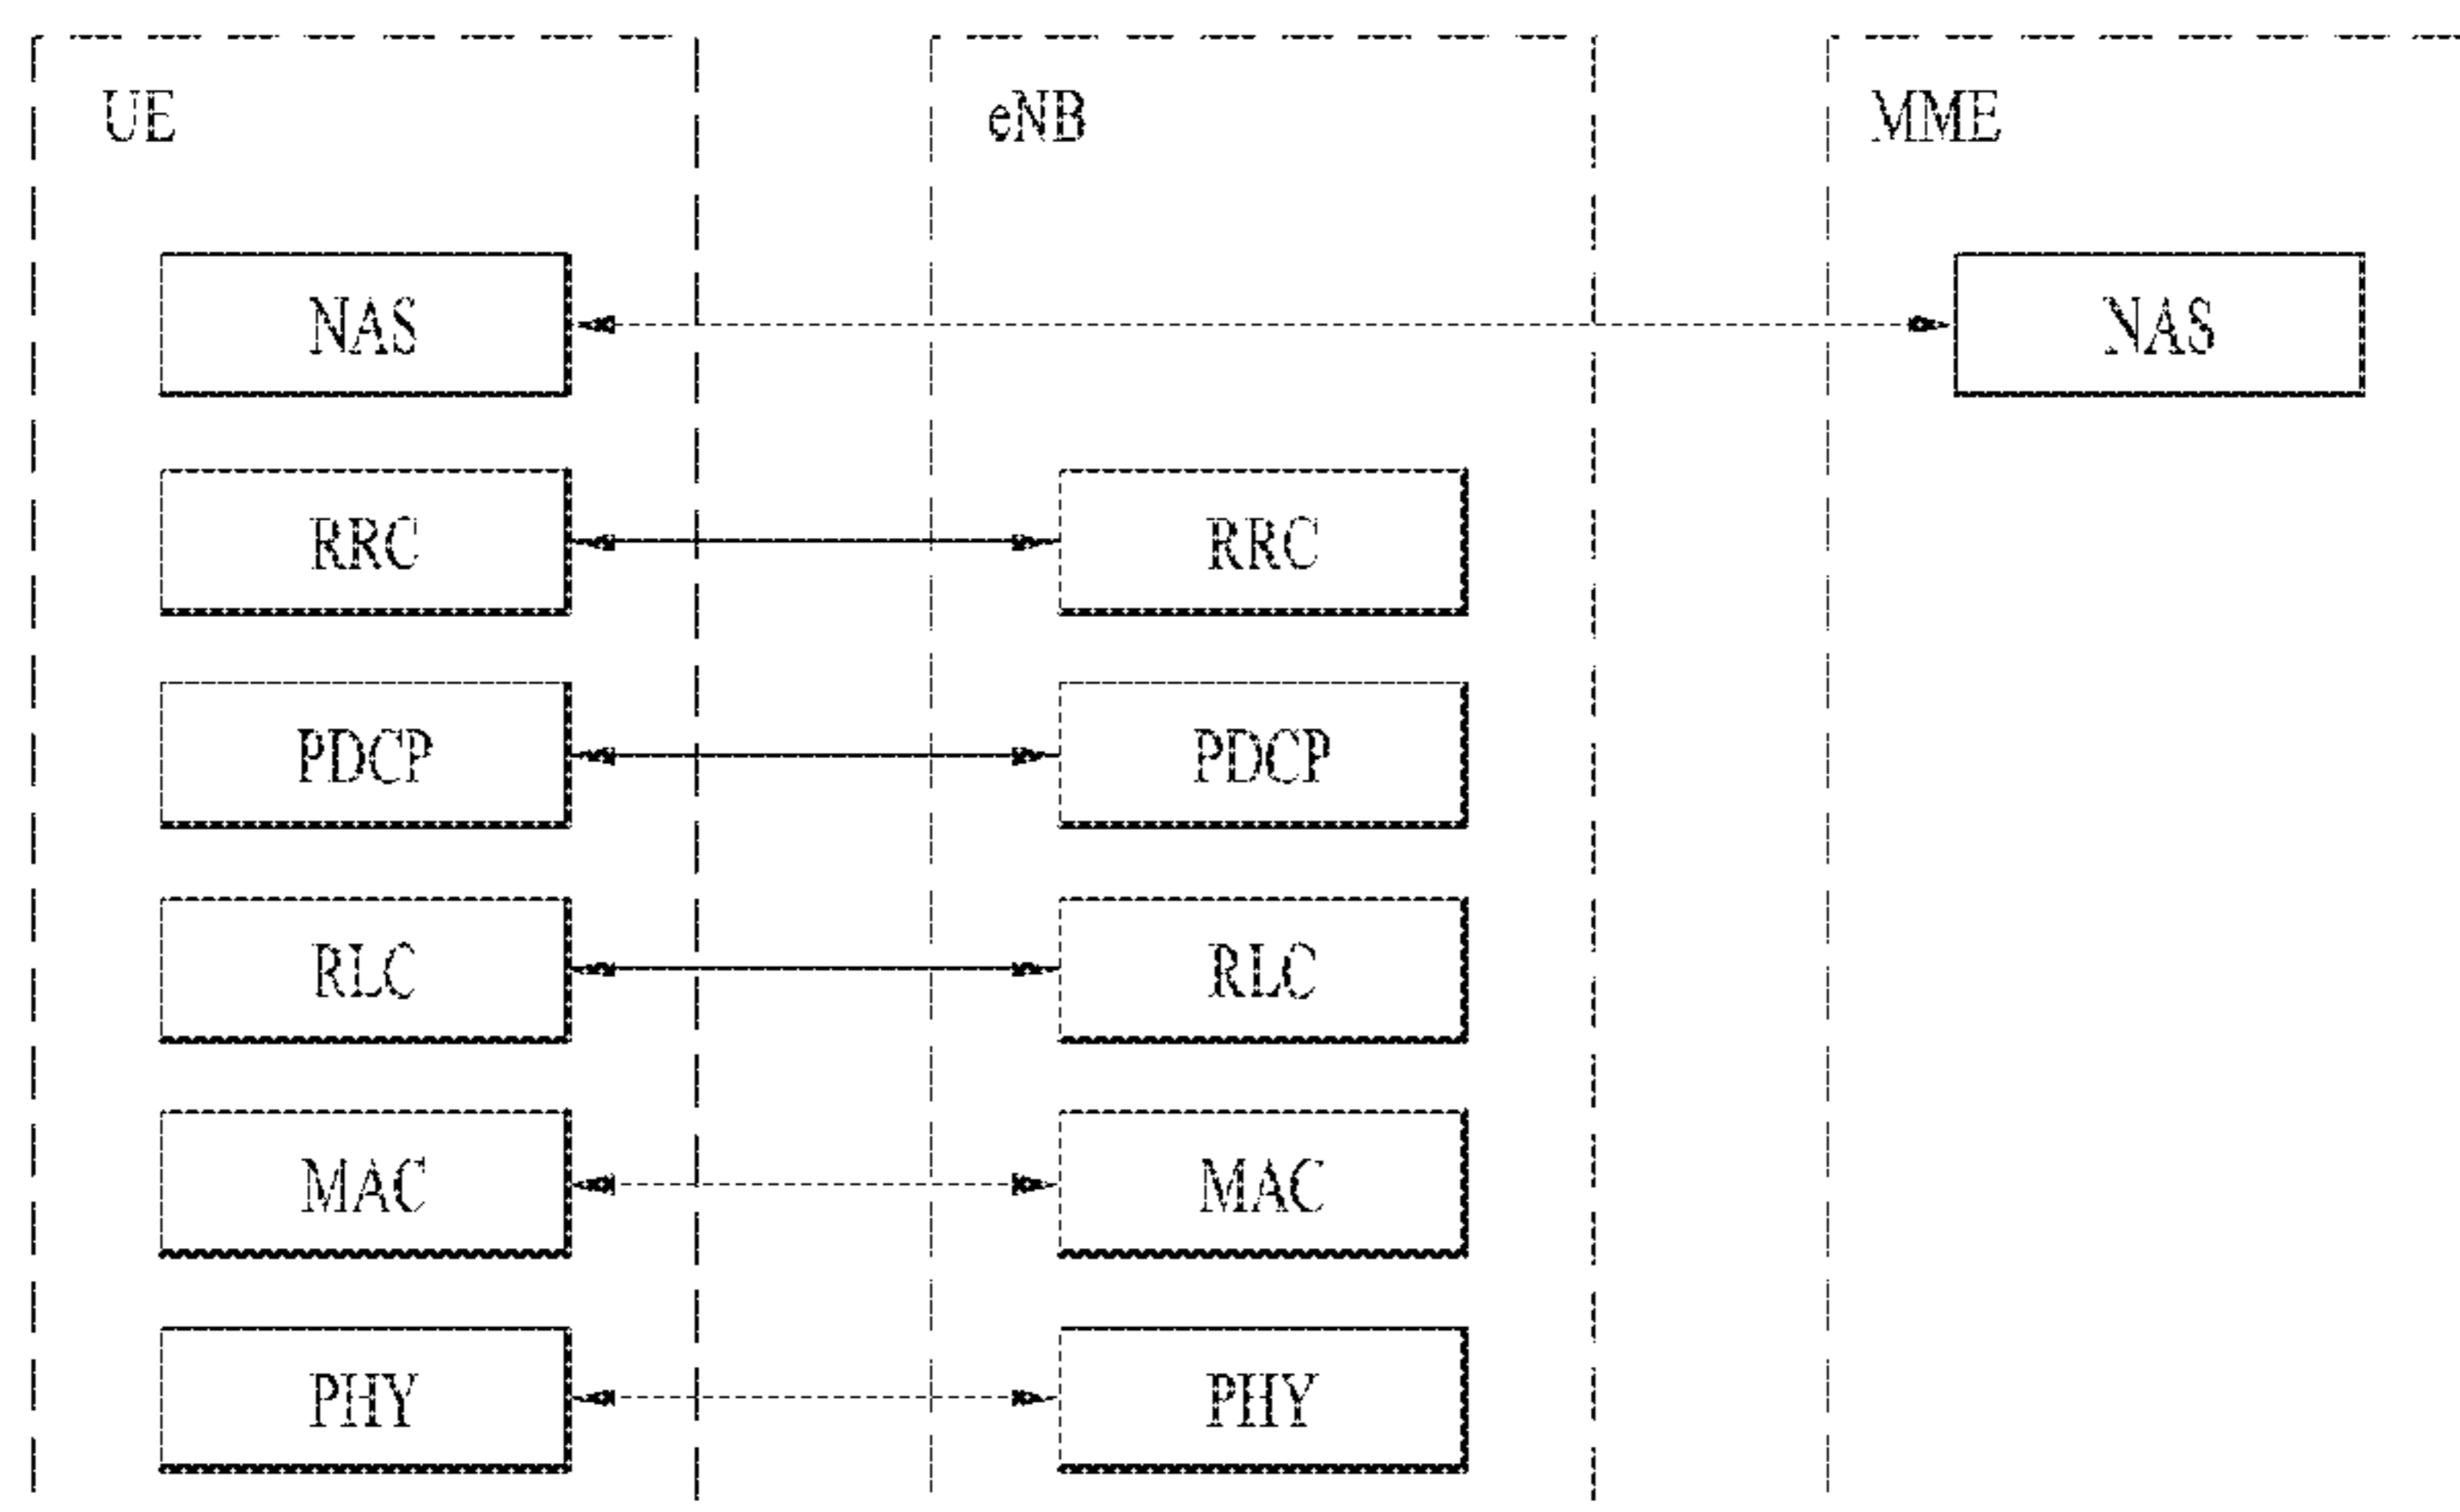 UE eNB MME
NAS NAS
RRC RRC
PDCP PDCP
RLC RLC
MAC MAC
PHY PHY